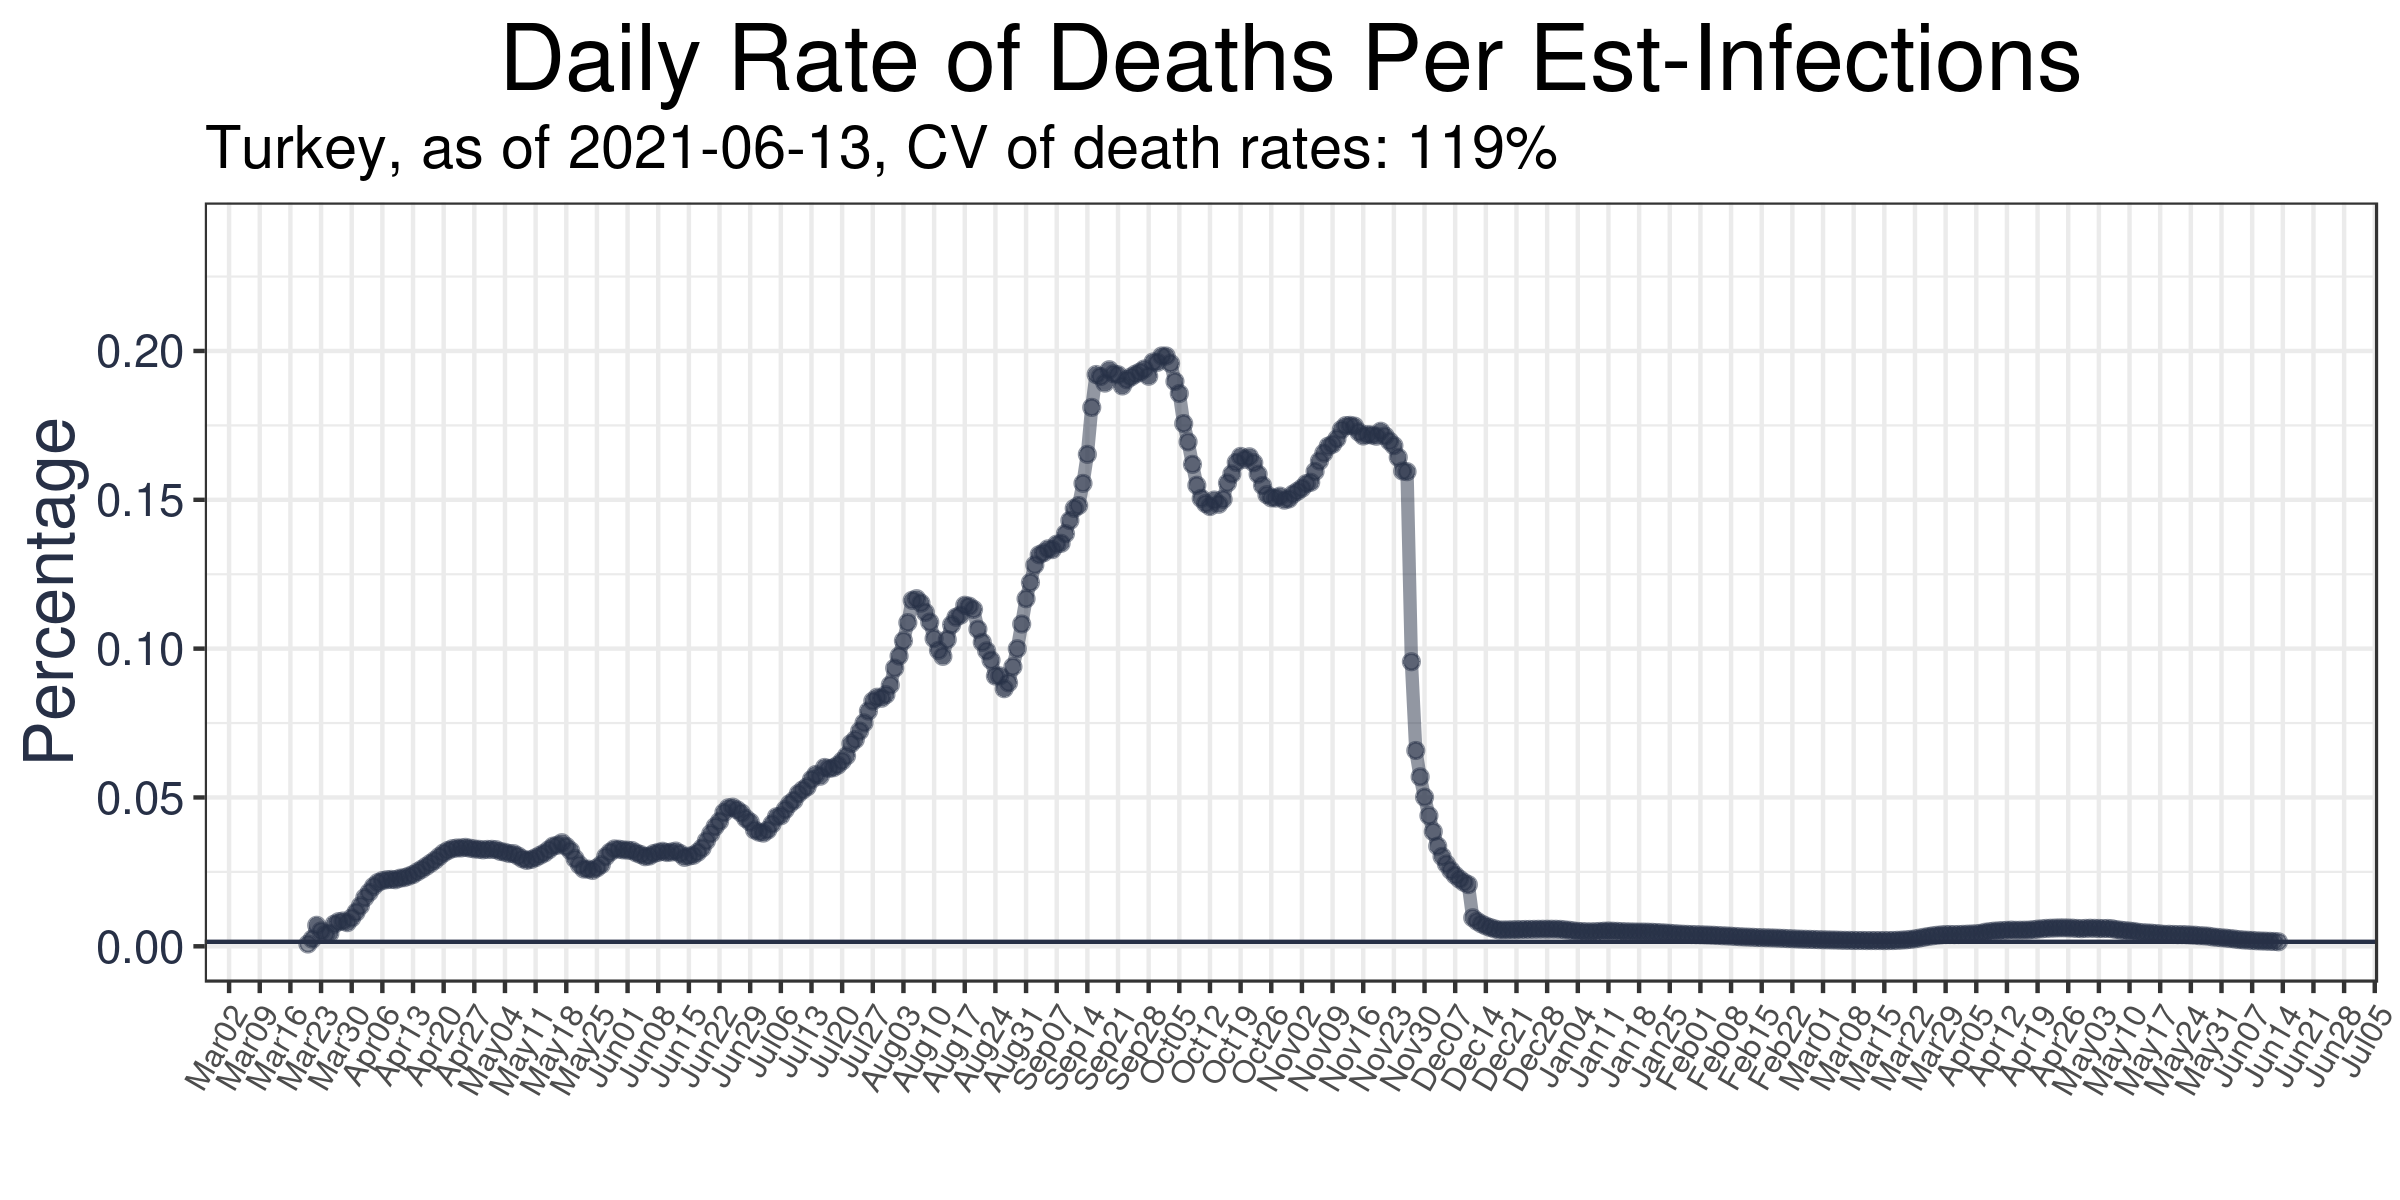 Daily Rate of Deaths Per Est-Infections
Turkey, as of 2021-06-13, CV of death rates: 119%
Percentage
0.20
0.15
0.10
0.05
0.00
Mar02
Mar09
Mar16
Mar23
Mar30
Apr06
Apr13
Apr20
Apr27
May04
May11
May18
May25
Jun01
Jun08
Jun15
Jun22
Jun29
Jul06
Jul13
Jul20
Jul27
Aug03
Aug10
Aug17
Aug24
Aug31
Sep07
Sep14
Sep21
Sep28
Oct05
Oct12
Oct19
Oct26
Nov02
Nov09
Nov16
Nov23
Nov30
Dec07
Dec14
Dec21
Dec28
Jan04
Jan11
Jan18
Jan25
Feb01
Feb08
Feb15
Feb22
Mar01
Mar08
Mar15
Mar22
Mar29
Apr05
Apr12
Apr19
Apr26
May03
May10
May17
May24
May31
Jun07
Jun14
Jun21
Jun28
Jul05